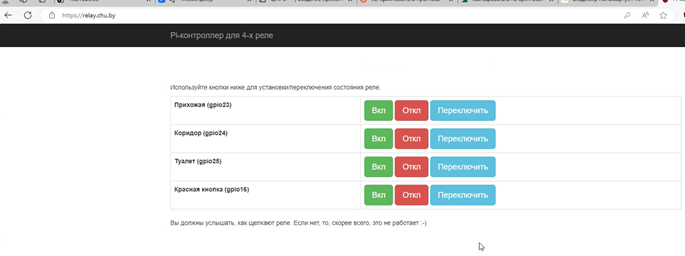 https://relay.chu.by
Pi-контроллер для 4-х реле
Используйте кнопки ниже для установки/переключения состояния реле.
Прихожая (gpio23) Вкл Откл Переключить
Коридор (gpio24) Вкл Откл Переключить
Туалет (gpio25) Вкл Откл Переключить
Красная кнопка (gpio16) Вкл Откл Переключить
Вы должны услышать, как щелкают реле. Если нет, то, скорее всего, это не работает :-)